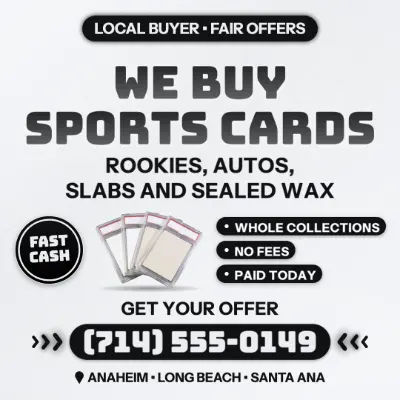 LOCAL BUYER • FAIR OFFERS
WE BUY
SPORTS CARDS
ROOKIES, AUTOS,
SLABS AND SEALED WAX
FAST
CASH
• WHOLE COLLECTIONS
• NO FEES
• PAID TODAY
GET YOUR OFFER
(714) 555-0149
ANAHEIM • LONG BEACH • SANTA ANA